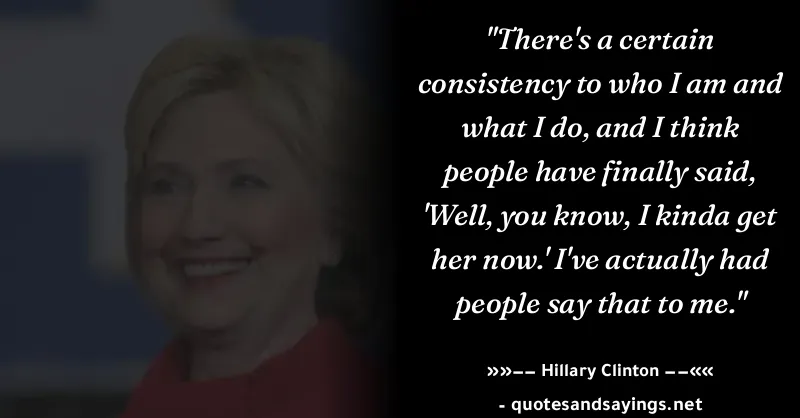 "There's a certain
consistency to who I am and
what I do, and I think
people have finally said,
'Well, you know, I kinda get
her now.' I've actually had
people say that to me."
»»−− Hillary Clinton −−««
- quotesandsayings.net